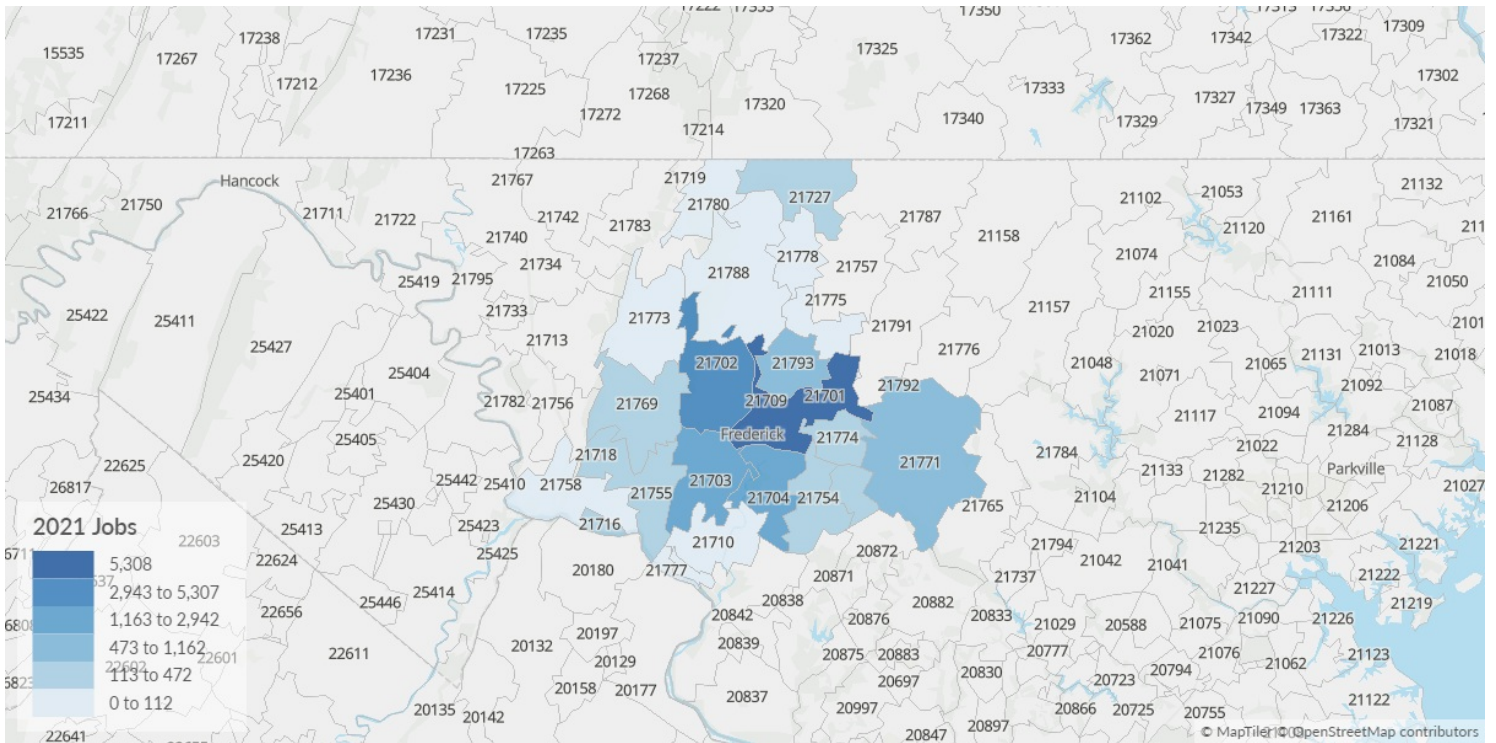 17222 17353 17350 17313 17350
17238 17231 17235 17362 17342 17322 17309
15535 17267 17237 17325
17212 17236 17225 17268 17320 17333 17302
17211 17272 17214 17340 17329 17327 17349 17363 17321
17263
Hancock 21767 21719 21727 21102 21053 21132
21766 21750 21711 21722 21742 21783 21780 21787 21158 21120 21161
21740 21074
21734 21788 21778 21757 21084
25419 21795 21775 21155 21111 21050
25422 25411 21733 21773 21791 21157 21020 21023
25427 21713 21776
25404 21702 21793 21048 21065 21131 21013 21018
25434 25401 21782 21756 21769 21709 21701 21792 21071 21092
25405 Frederick 21774 21117 21094 21087
22625 25420 21718 21771 21784 21022 21284 21128
26817 25442 25410 21758 21703 21133 21282 Parkville
25430 21755 21704 21754 21765 21104 21210 21206 21027
2021 Jobs 25413 25423 21716 21235
22603 22624 25425 21710 20872 21794 21042 21041 21203 21221
5,308
20180 21777 20871 21737 21227 21222
2,943 to 5,307 25446 25414 20838 20882
22656 20842 20876 20833 21029 20588 21075 21090 21226 21219
1,163 to 2,942
20132 20197 20839
473 to 1,162 22601 22611 20129 20875 20883 20777 21076 21062 21123
22602 113 to 472 20158 20177 20837 20697 20830 20723 20794
0 to 112 20135 20142 20997 20866 20725 20755 21122
22641 20847 20897
© MapTiler © OpenStreetMap contributors